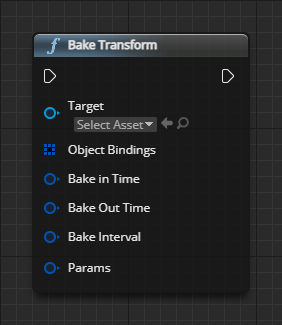 Bake Transform
Target
Select Asset
Object Bindings
Bake in Time
Bake Out Time
Bake Interval
Params